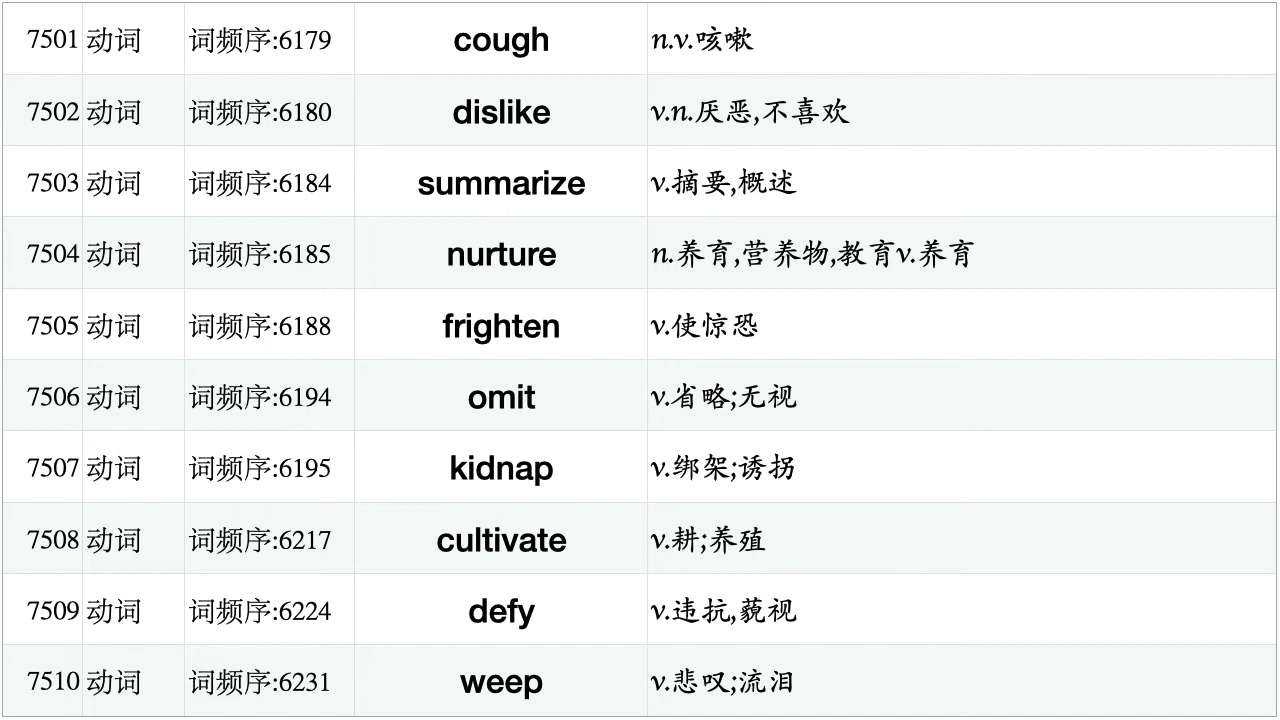 7501 动词 词频序:6179 cough n.v.咳嗽
7502 动词 词频序:6180 dislike v.n.厌恶,不喜欢
7503 动词 词频序:6184 summarize v.摘要,概述
7504 动词 词频序:6185 nurture n.养育,营养物,教育v.养育
7505 动词 词频序:6188 frighten v.使惊恐
7506 动词 词频序:6194 omit v.省略;无视
7507 动词 词频序:6195 kidnap v.绑架;诱拐
7508 动词 词频序:6217 cultivate v.耕;养殖
7509 动词 词频序:6224 defy v.违抗,藐视
7510 动词 词频序:6231 weep v.悲叹;流泪